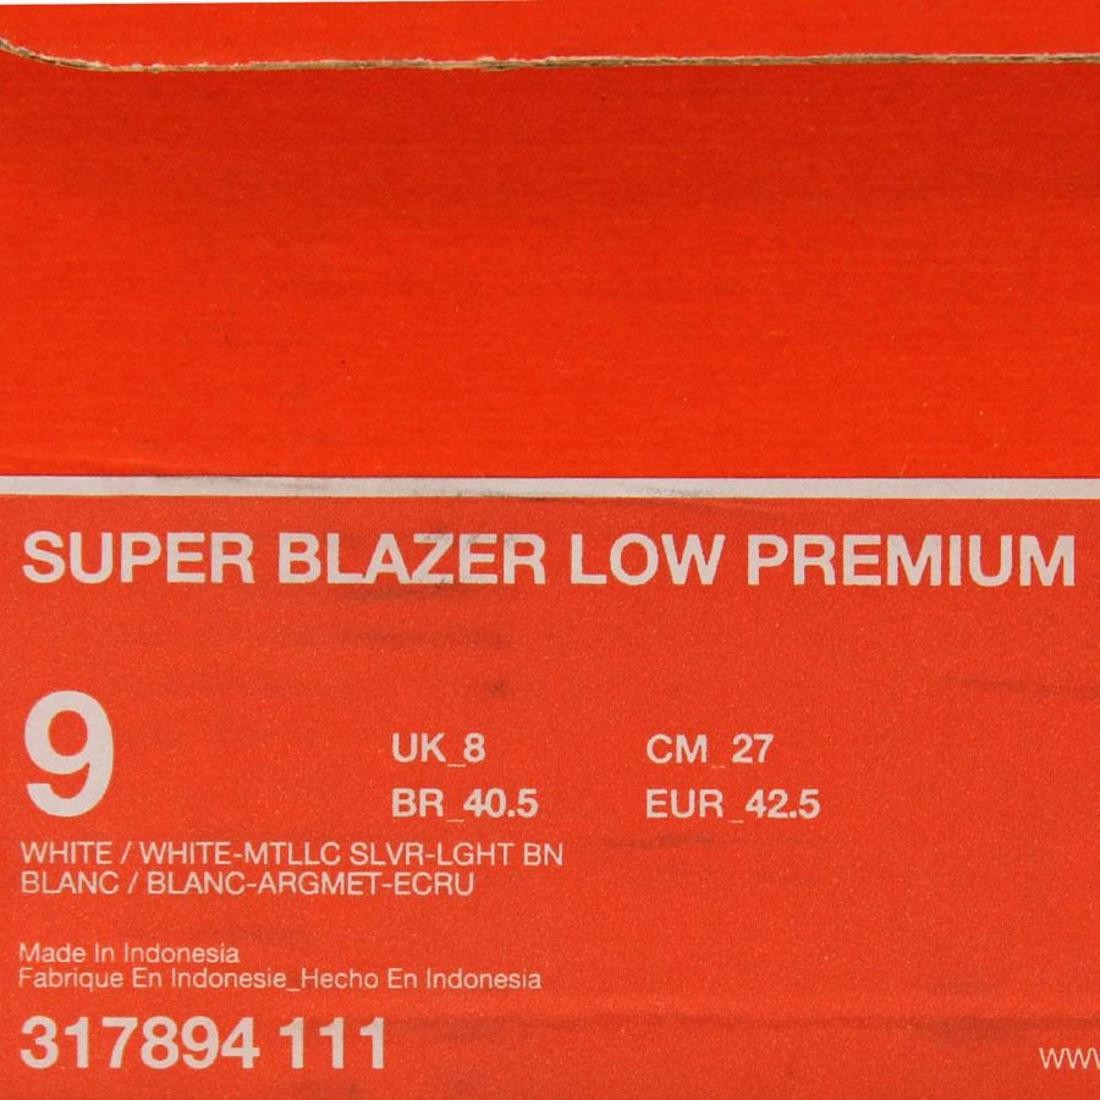 SUPER BLAZER LOW PREMIUM
9
UK_8 CM_27
BR_40.5 EUR_42.5
WHITE / WHITE-MTLLC SLVR-LGHT BN
BLANC / BLANC-ARGMET-ECRU
Made In Indonesia
Fabrique En Indonesie_Hecho En Indonesia
317894 111